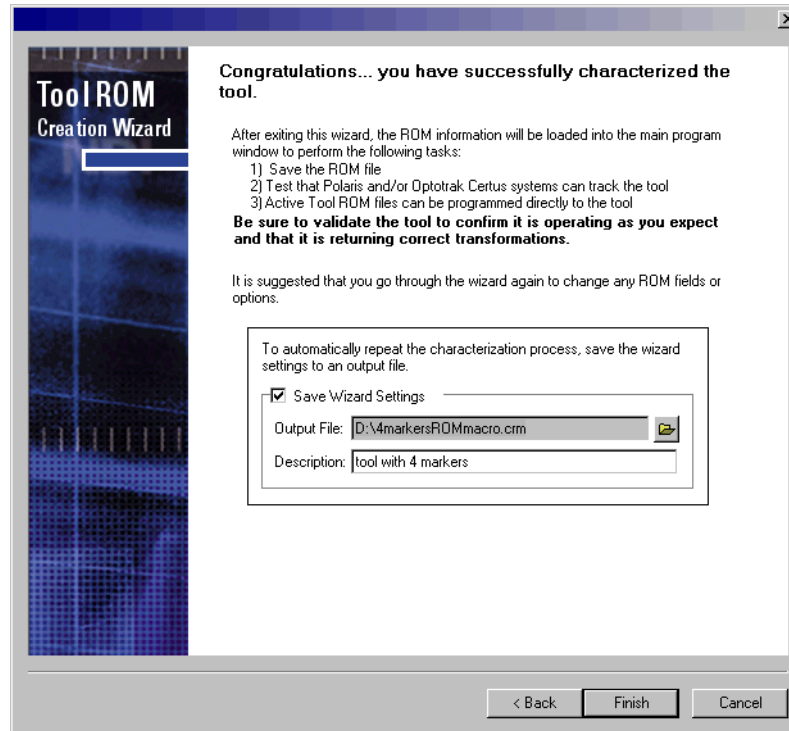 Tool ROM
Creation Wizard
Congratulations... you have successfully characterized the
tool.
After exiting this wizard, the ROM information will be loaded into the main program
window to perform the following tasks:
1) Save the ROM file
2) Test that Polaris and/or Optotrak Certus systems can track the tool
3) Active Tool ROM files can be programmed directly to the tool
Be sure to validate the tool to confirm it is operating as you expect
and that it is returning correct transformations.
It is suggested that you go through the wizard again to change any ROM fields or
options.
To automatically repeat the characterization process, save the wizard
settings to an output file.
Save Wizard Settings
Output File: D:\4markersROMmacro.crm
Description: tool with 4 markers
< Back Finish Cancel